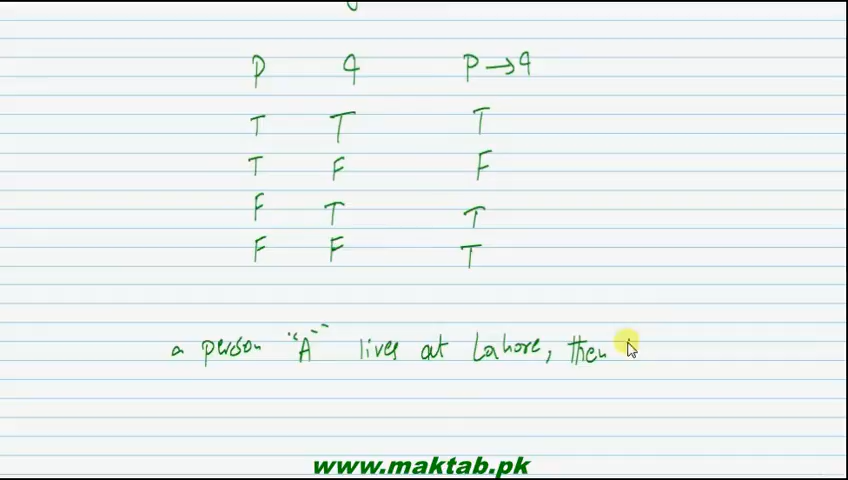 p q p → q
T T T
T F F
F T T
F F T
a person "A" lives at Lahore, then
www.maktab.pk